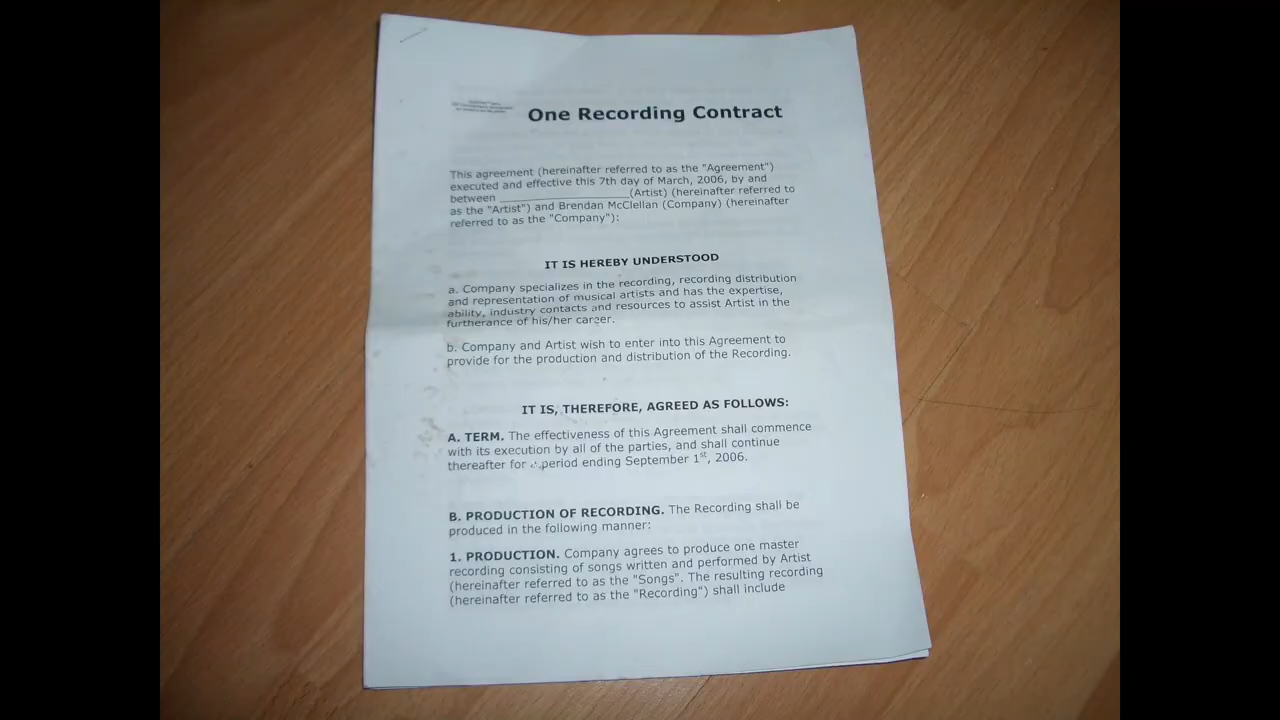 One Recording Contract
This agreement (hereinafter referred to as the "Agreement")
executed and effective this 7th day of March, 2006, by and
between ____________________ (Artist) (hereinafter referred to
as the "Artist") and Brendan McClellan (Company) (hereinafter
referred to as the "Company"):
IT IS HEREBY UNDERSTOOD
a. Company specializes in the recording, recording distribution
and representation of musical artists and has the expertise,
ability, industry contacts and resources to assist Artist in the
furtherance of his/her career.
b. Company and Artist wish to enter into this Agreement to
provide for the production and distribution of the Recording.
IT IS, THEREFORE, AGREED AS FOLLOWS:
A. TERM. The effectiveness of this Agreement shall commence
with its execution by all of the parties, and shall continue
thereafter for period ending September 1st, 2006.
B. PRODUCTION OF RECORDING. The Recording shall be
produced in the following manner:
1. PRODUCTION. Company agrees to produce one master
recording consisting of songs written and performed by Artist
(hereinafter referred to as the "Songs". The resulting recording
(hereinafter referred to as the "Recording") shall include